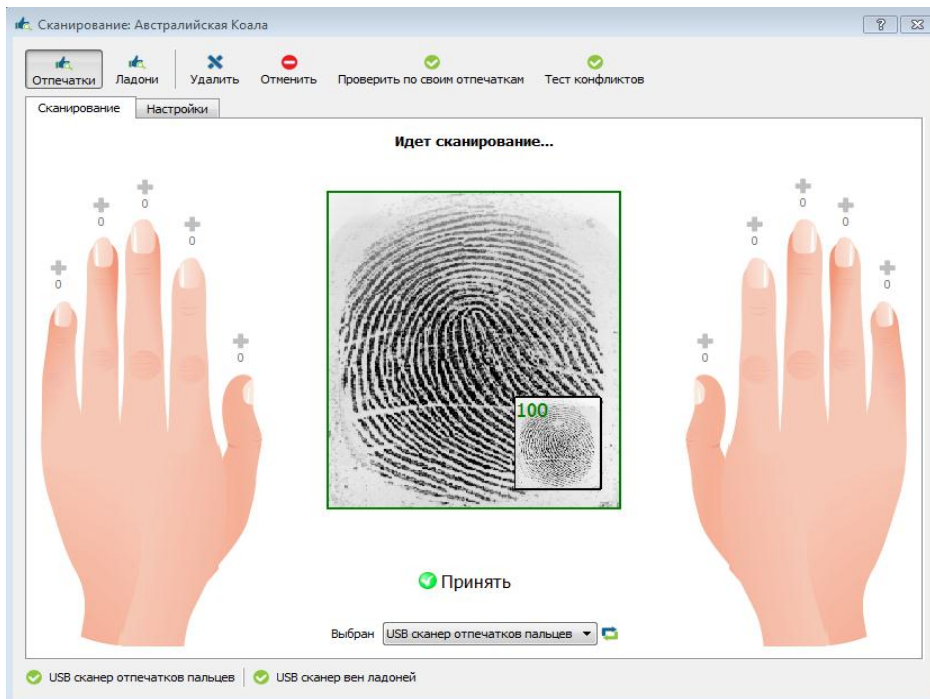 Сканирование: Австралийская Коала
Отпечатки Ладони Удалить Отменить Проверить по своим отпечаткам Тест конфликтов
Сканирование Настройки
Идет сканирование...
0 0 0 0 0
0 0 0 0 0
100
Принять
Выбран USB сканер отпечатков пальцев
USB сканер отпечатков пальцев USB сканер вен ладоней